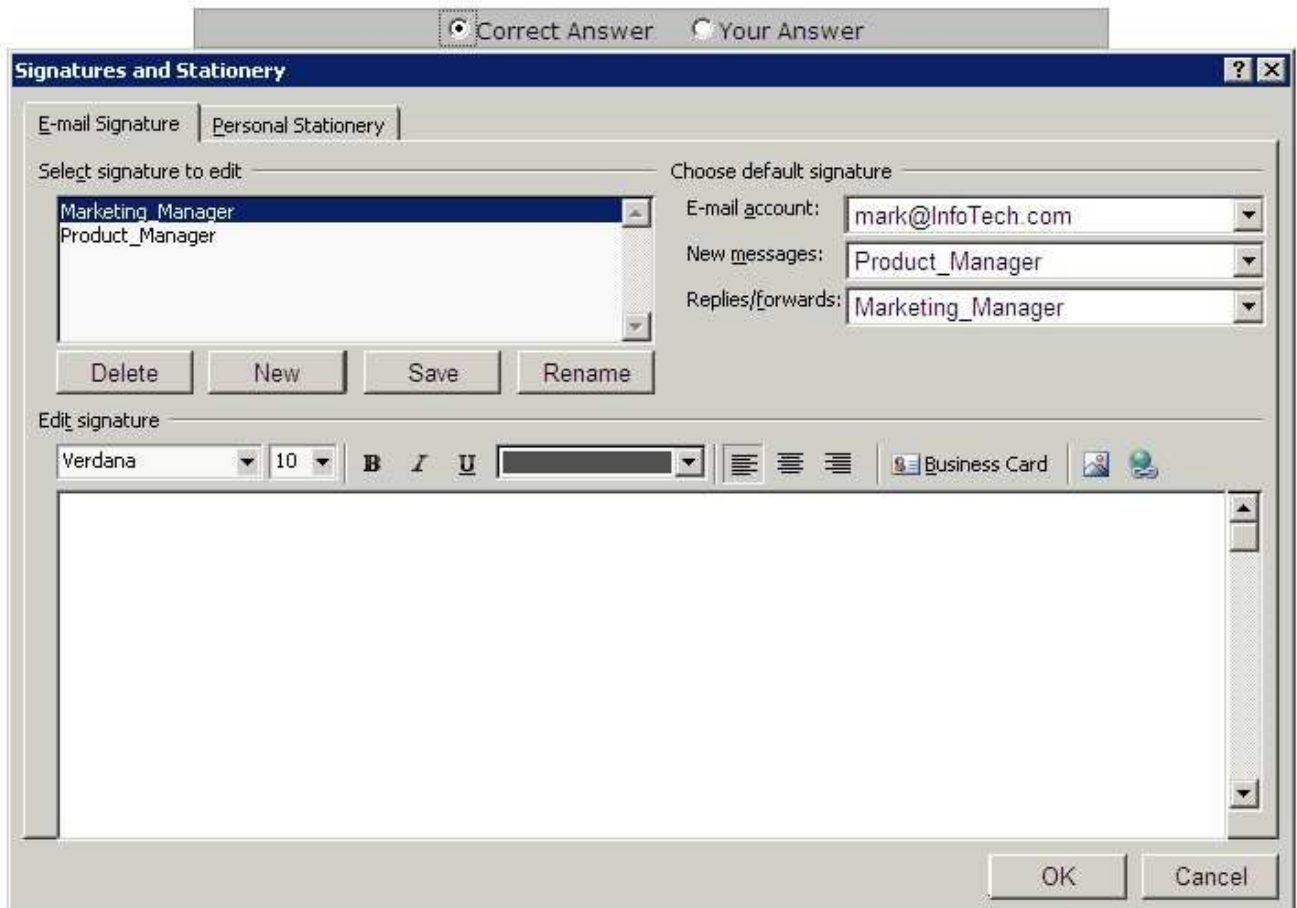 Correct Answer Your Answer
Signatures and Stationery
E-mail Signature Personal Stationery
Select signature to edit
Marketing_Manager
Product_Manager
Delete New Save Rename
Choose default signature
E-mail account: mark@InfoTech.com
New messages: Product_Manager
Replies/forwards: Marketing_Manager
Edit signature
Verdana 10 B I U Business Card
OK Cancel